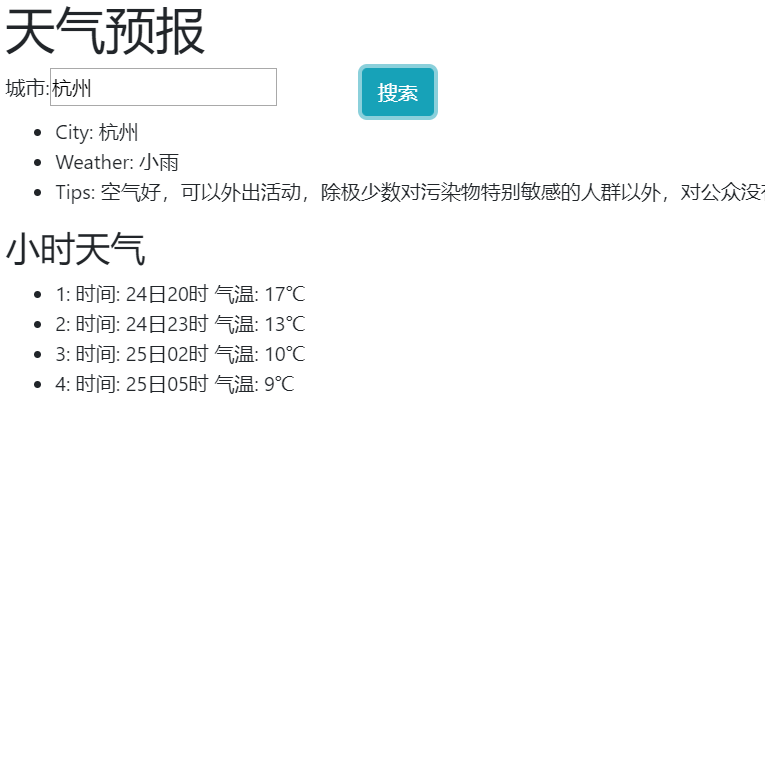 天气预报
城市:杭州 搜索
City: 杭州
Weather: 小雨
Tips: 空气好，可以外出活动，除极少数对污染物特别敏感的人群以外，对公众没
小时天气
1: 时间: 24日20时 气温: 17℃
2: 时间: 24日23时 气温: 13℃
3: 时间: 25日02时 气温: 10℃
4: 时间: 25日05时 气温: 9℃